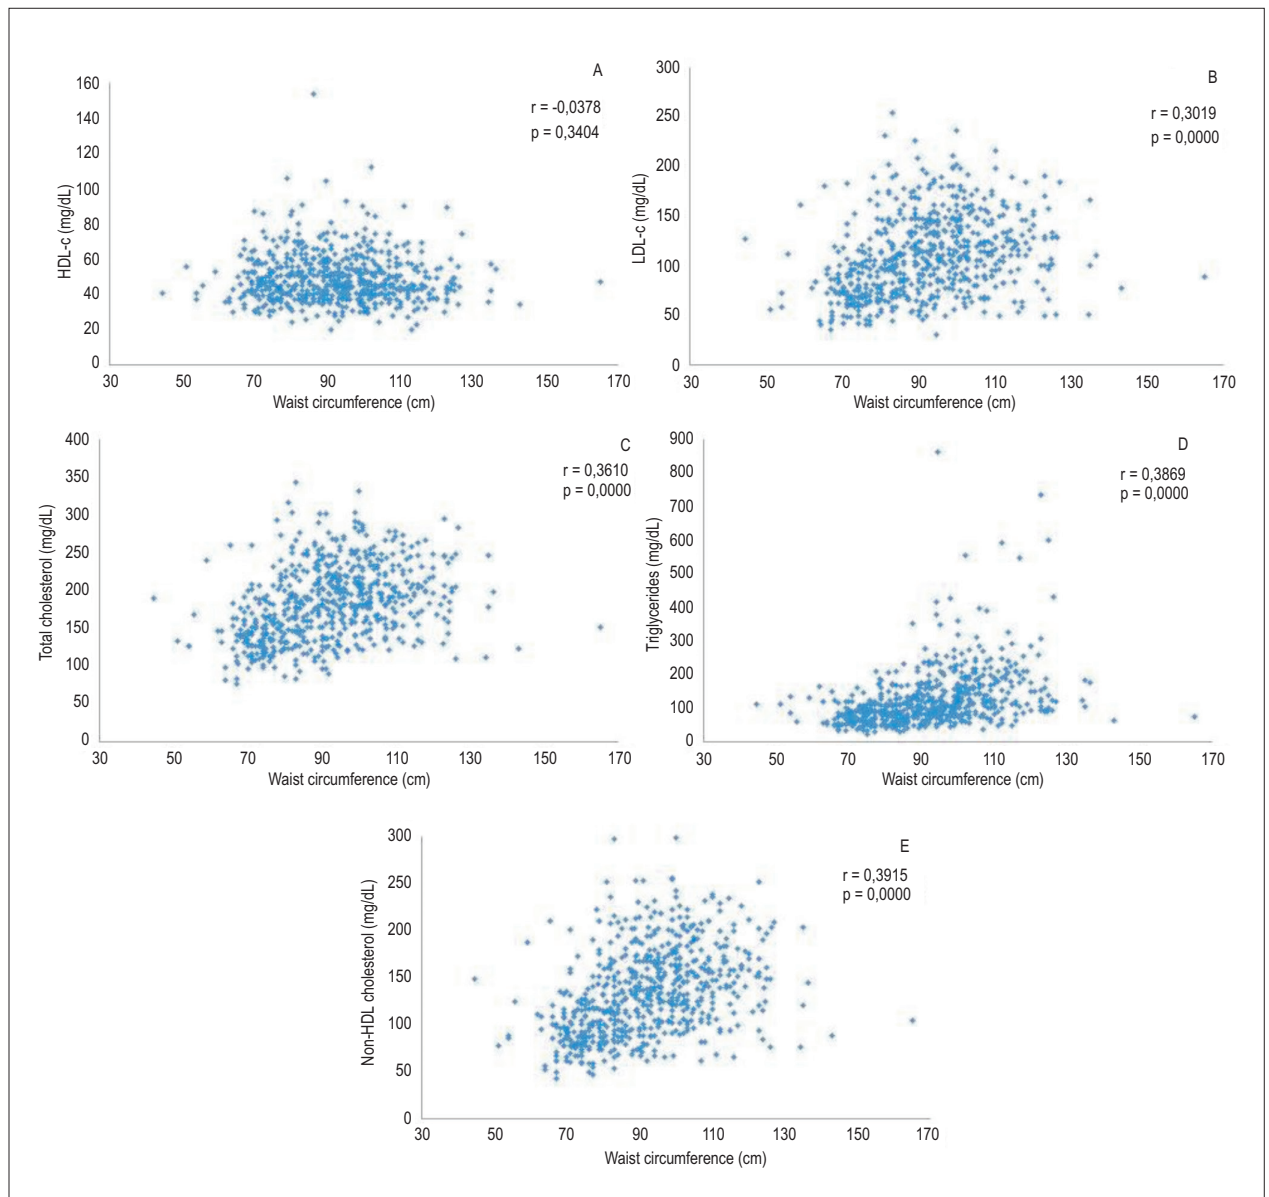 A
r = -0,0378
p = 0,3404
HDL-c (mg/dL)
160
140
120
100
80
60
40
20
0
30 50 70 90 110 130 150 170
Waist circumference (cm)
B
r = 0,3019
p = 0,0000
LDL-c (mg/dL)
300
250
200
150
100
50
0
30 50 70 90 110 130 150 170
Waist circumference (cm)
C
r = 0,3610
p = 0,0000
Total cholesterol (mg/dL)
400
350
300
250
200
150
100
50
0
30 50 70 90 110 130 150 170
Waist circumference (cm)
D
r = 0,3869
p = 0,0000
Triglycerides (mg/dL)
900
800
700
600
500
400
300
200
100
0
30 50 70 90 110 130 150 170
Waist circumference (cm)
E
r = 0,3915
p = 0,0000
Non-HDL cholesterol (mg/dL)
300
250
200
150
100
50
0
30 50 70 90 110 130 150 170
Waist circumference (cm)